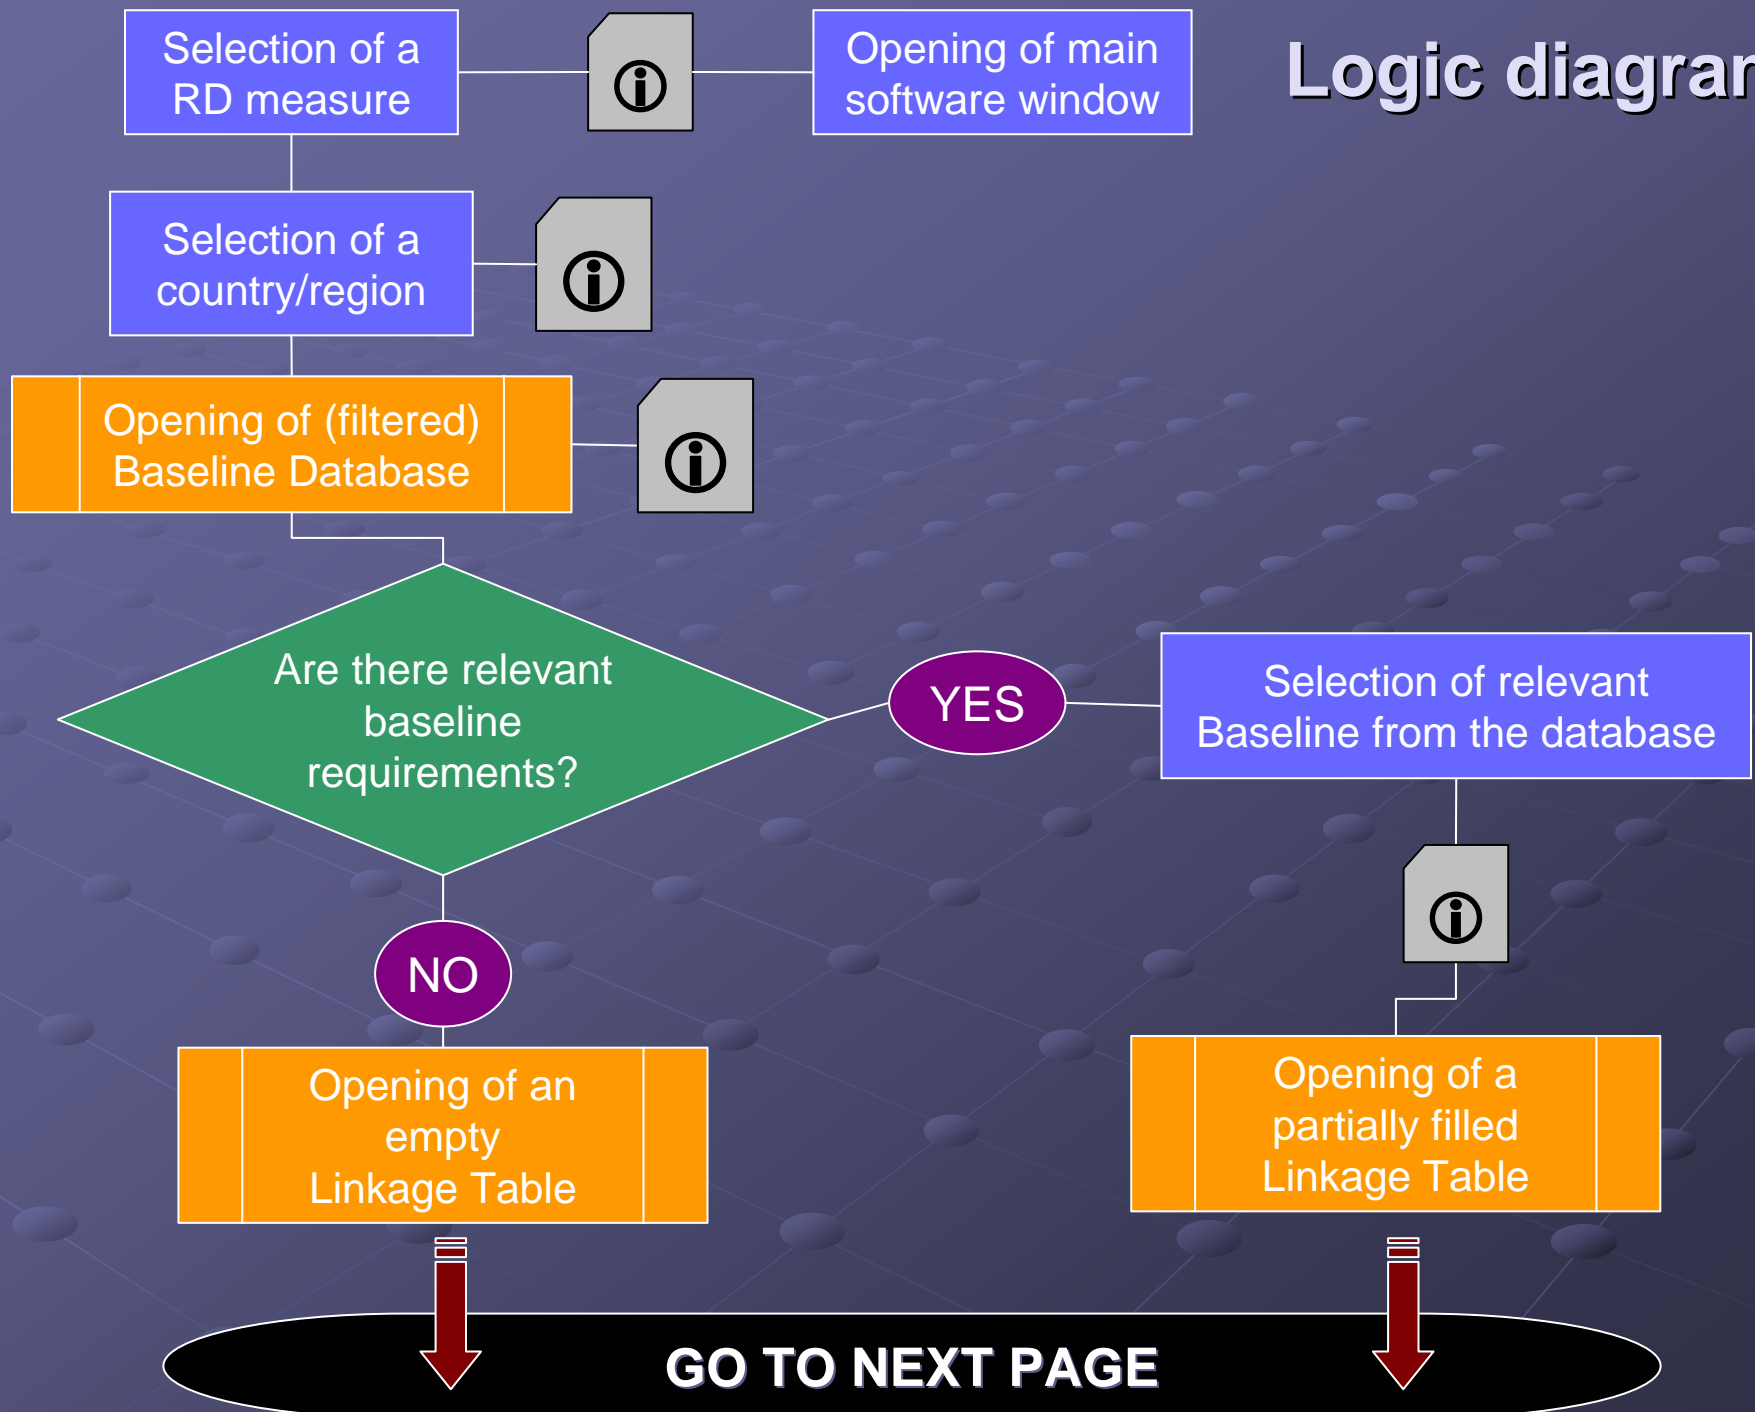 Selection of a
RD measure
Opening of main
software window
Logic diagram
Selection of a
country/region
Opening of (filtered)
Baseline Database
Are there relevant
baseline
requirements?
YES
Selection of relevant
Baseline from the database
NO
Opening of an
empty
Linkage Table
Opening of a
partially filled
Linkage Table
GO TO NEXT PAGE